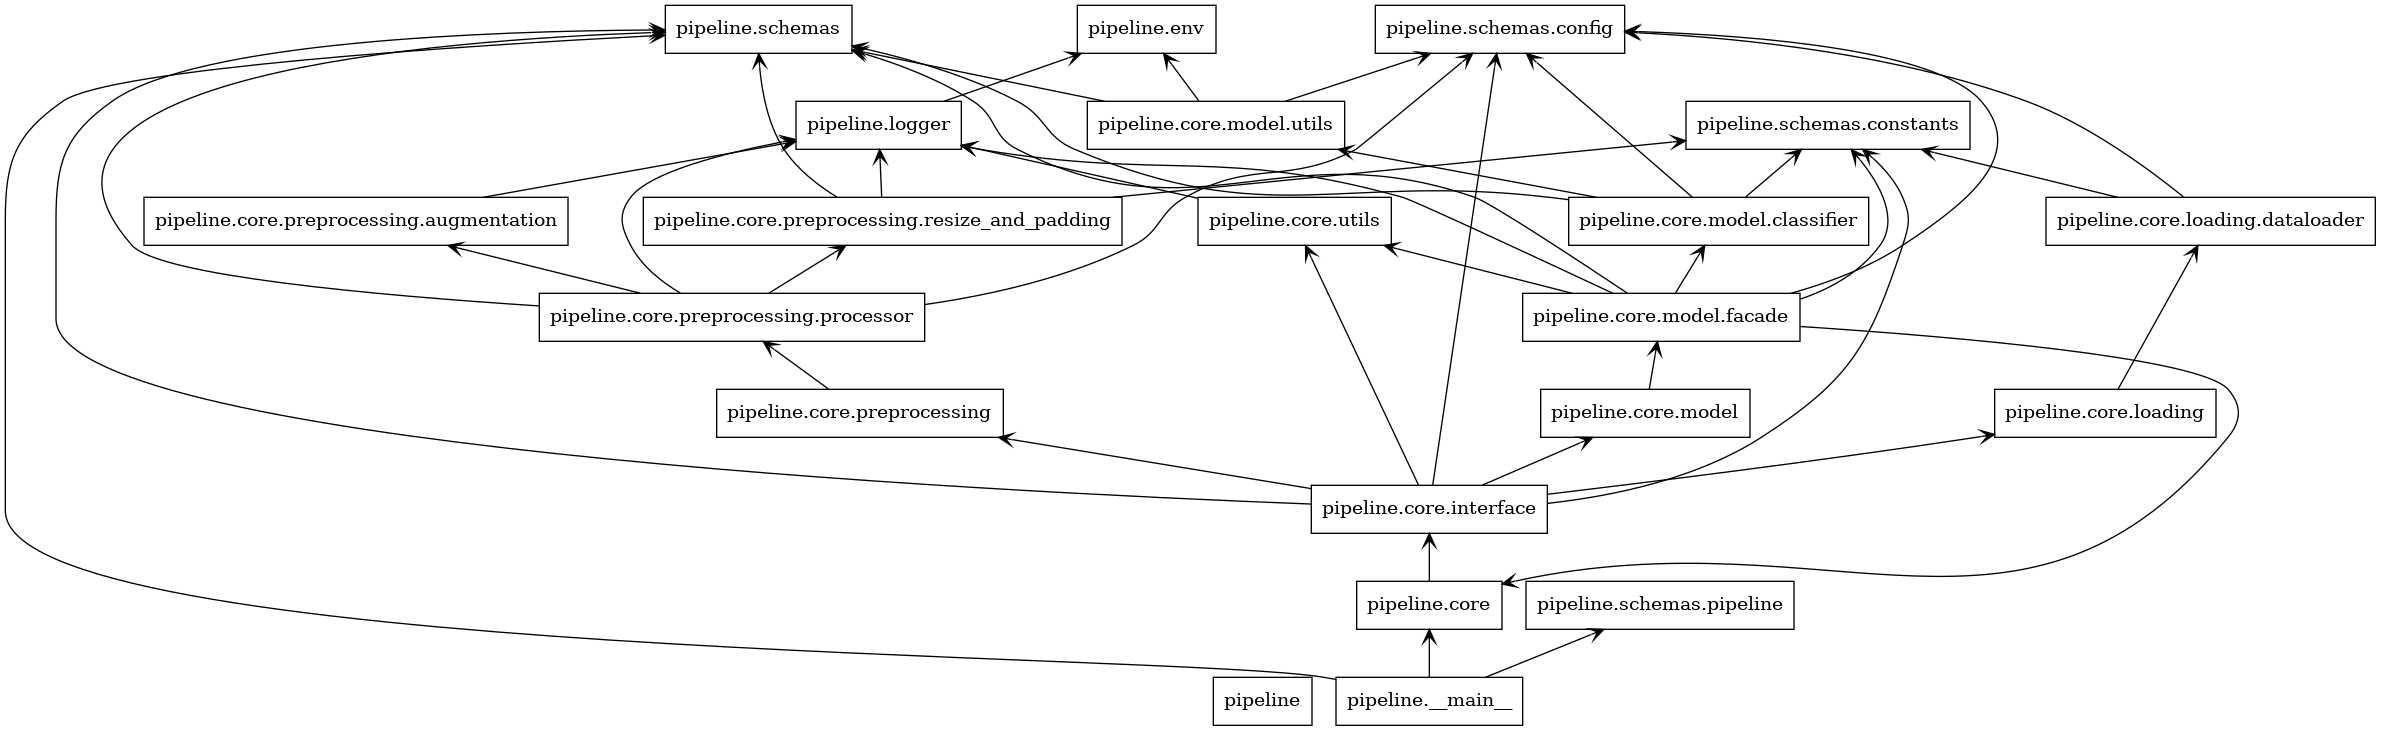 pipeline.schemas
pipeline.env
pipeline.schemas.config
pipeline.logger
pipeline.core.model.utils
pipeline.schemas.constants
pipeline.core.preprocessing.augmentation
pipeline.core.preprocessing.resize_and_padding
pipeline.core.utils
pipeline.core.model.classifier
pipeline.core.loading.dataloader
pipeline.core.preprocessing.processor
pipeline.core.model.facade
pipeline.core.preprocessing
pipeline.core.model
pipeline.core.loading
pipeline.core.interface
pipeline.core
pipeline.schemas.pipeline
pipeline
pipeline.__main__